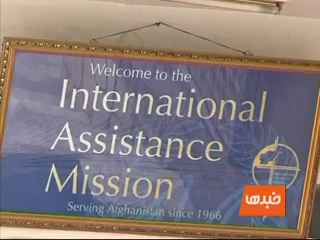 Welcome to the
International
Assistance
Mission
Serving Afghanistan since 1966
خبرها